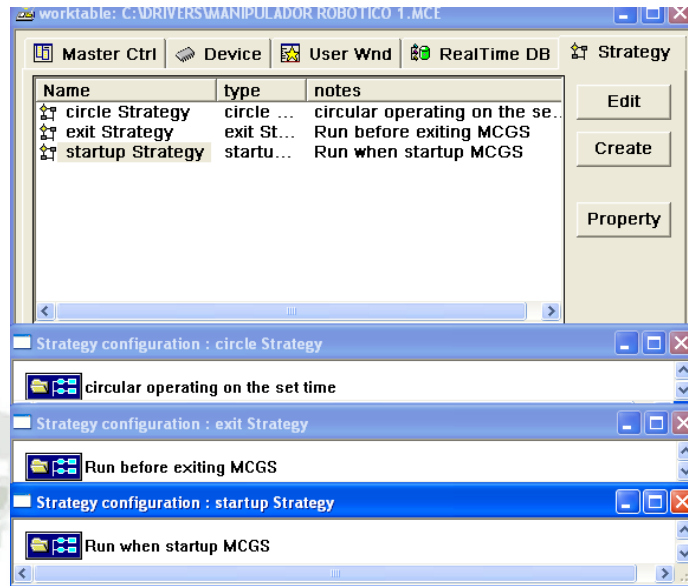 worktable: C:\DRIVERS\MANIPULADOR ROBOTICO 1.MCE
Master Ctrl Device User Wnd RealTime DB Strategy
Name type notes
circle Strategy circle ... circular operating on the se..
exit Strategy exit St... Run before exiting MCGS
startup Strategy startu... Run when startup MCGS
Edit
Create
Property
Strategy configuration : circle Strategy
circular operating on the set time
Strategy configuration : exit Strategy
Run before exiting MCGS
Strategy configuration : startup Strategy
Run when startup MCGS